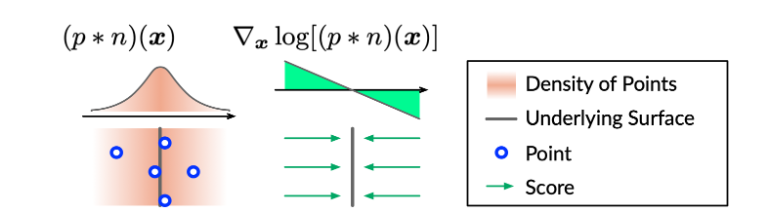 (p * n)(x)
∇x log[(p * n)(x)]
Density of Points
Underlying Surface
Point
Score